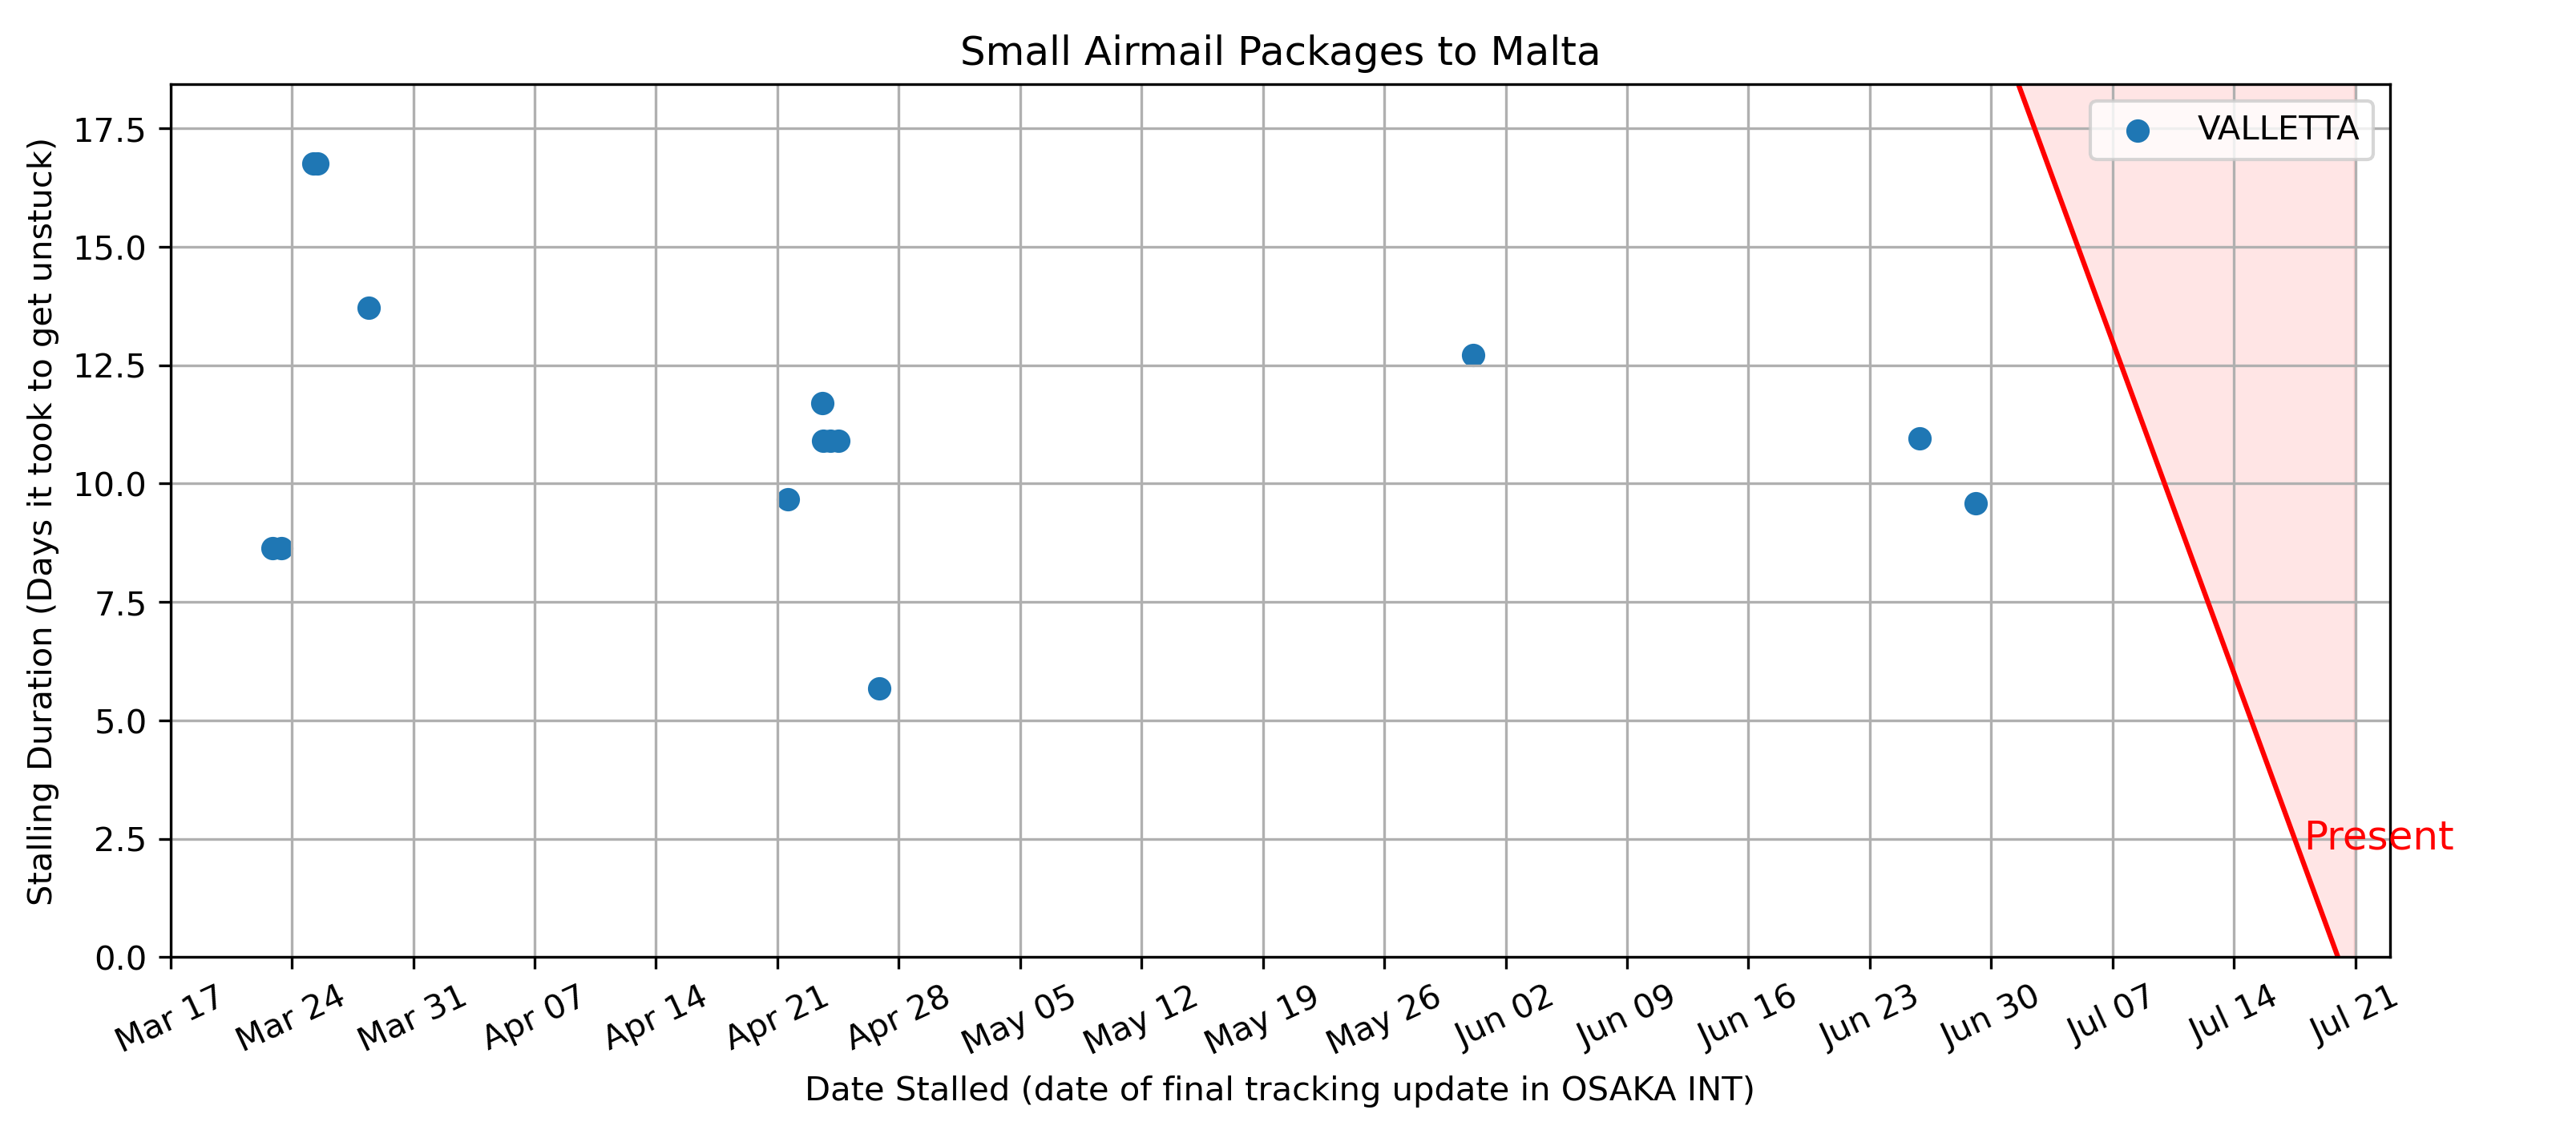 Small Airmail Packages to Malta
VALLETTA
Stalling Duration (Days it took to get unstuck)
17.5
15.0
12.5
10.0
7.5
5.0
2.5
0.0
Present
Mar 17
Mar 24
Mar 31
Apr 07
Apr 14
Apr 21
Apr 28
May 05
May 12
May 19
May 26
Jun 02
Jun 09
Jun 16
Jun 23
Jun 30
Jul 07
Jul 14
Jul 21
Date Stalled (date of final tracking update in OSAKA INT)